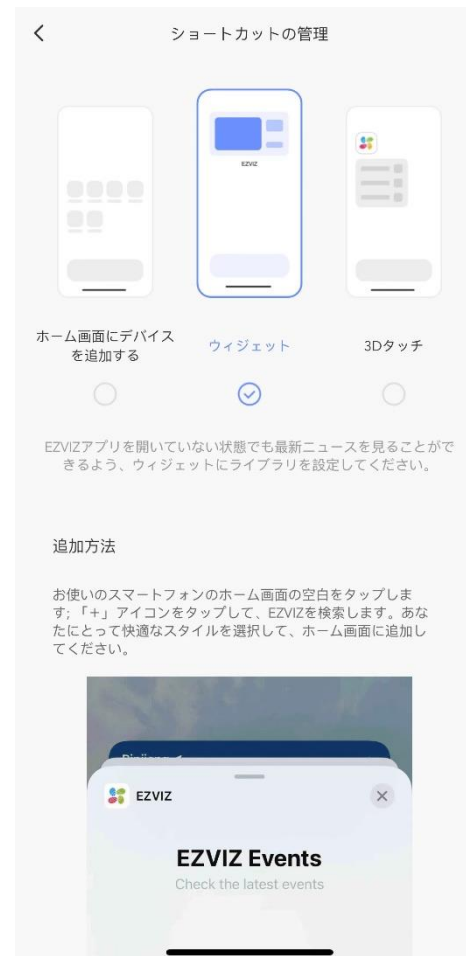 ショートカットの管理
EZVIZ
ホーム画面にデバイス
を追加する
ウィジェット
3Dタッチ
EZVIZアプリを開いていない状態でも最新ニュースを見ることがで
きるよう、ウィジェットにライブラリを設定してください。
追加方法
お使いのスマートフォンのホーム画面の空白をタップしま
す;「+」アイコンをタップして、EZVIZを検索します。あな
たにとって快適なスタイルを選択して、ホーム画面に追加し
てください。
EZVIZ
EZVIZ Events
Check the latest events